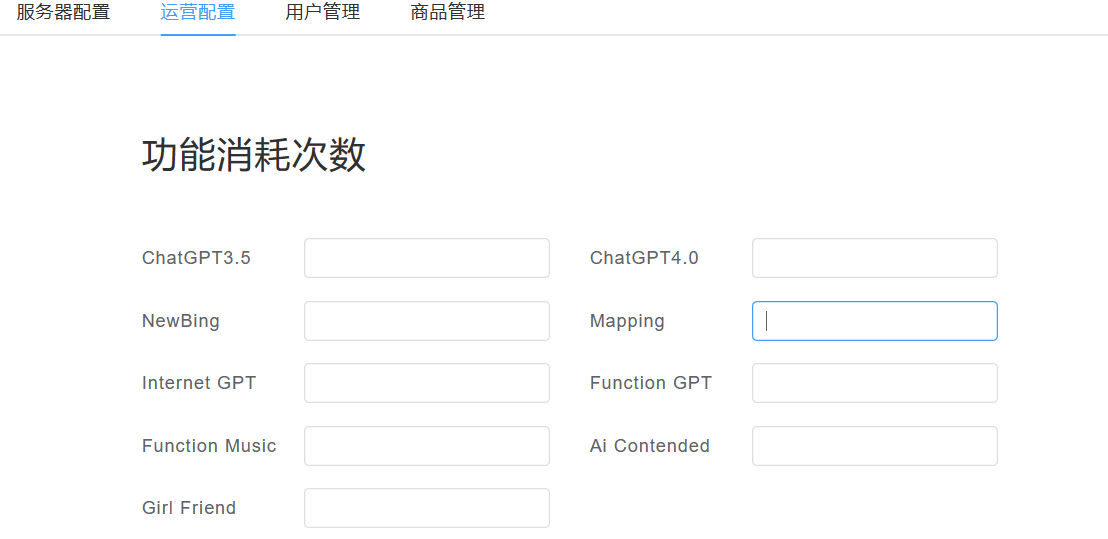 服务器配置 运营配置 用户管理 商品管理
功能消耗次数
ChatGPT3.5 ChatGPT4.0
NewBing Mapping
Internet GPT Function GPT
Function Music Ai Contended
Girl Friend